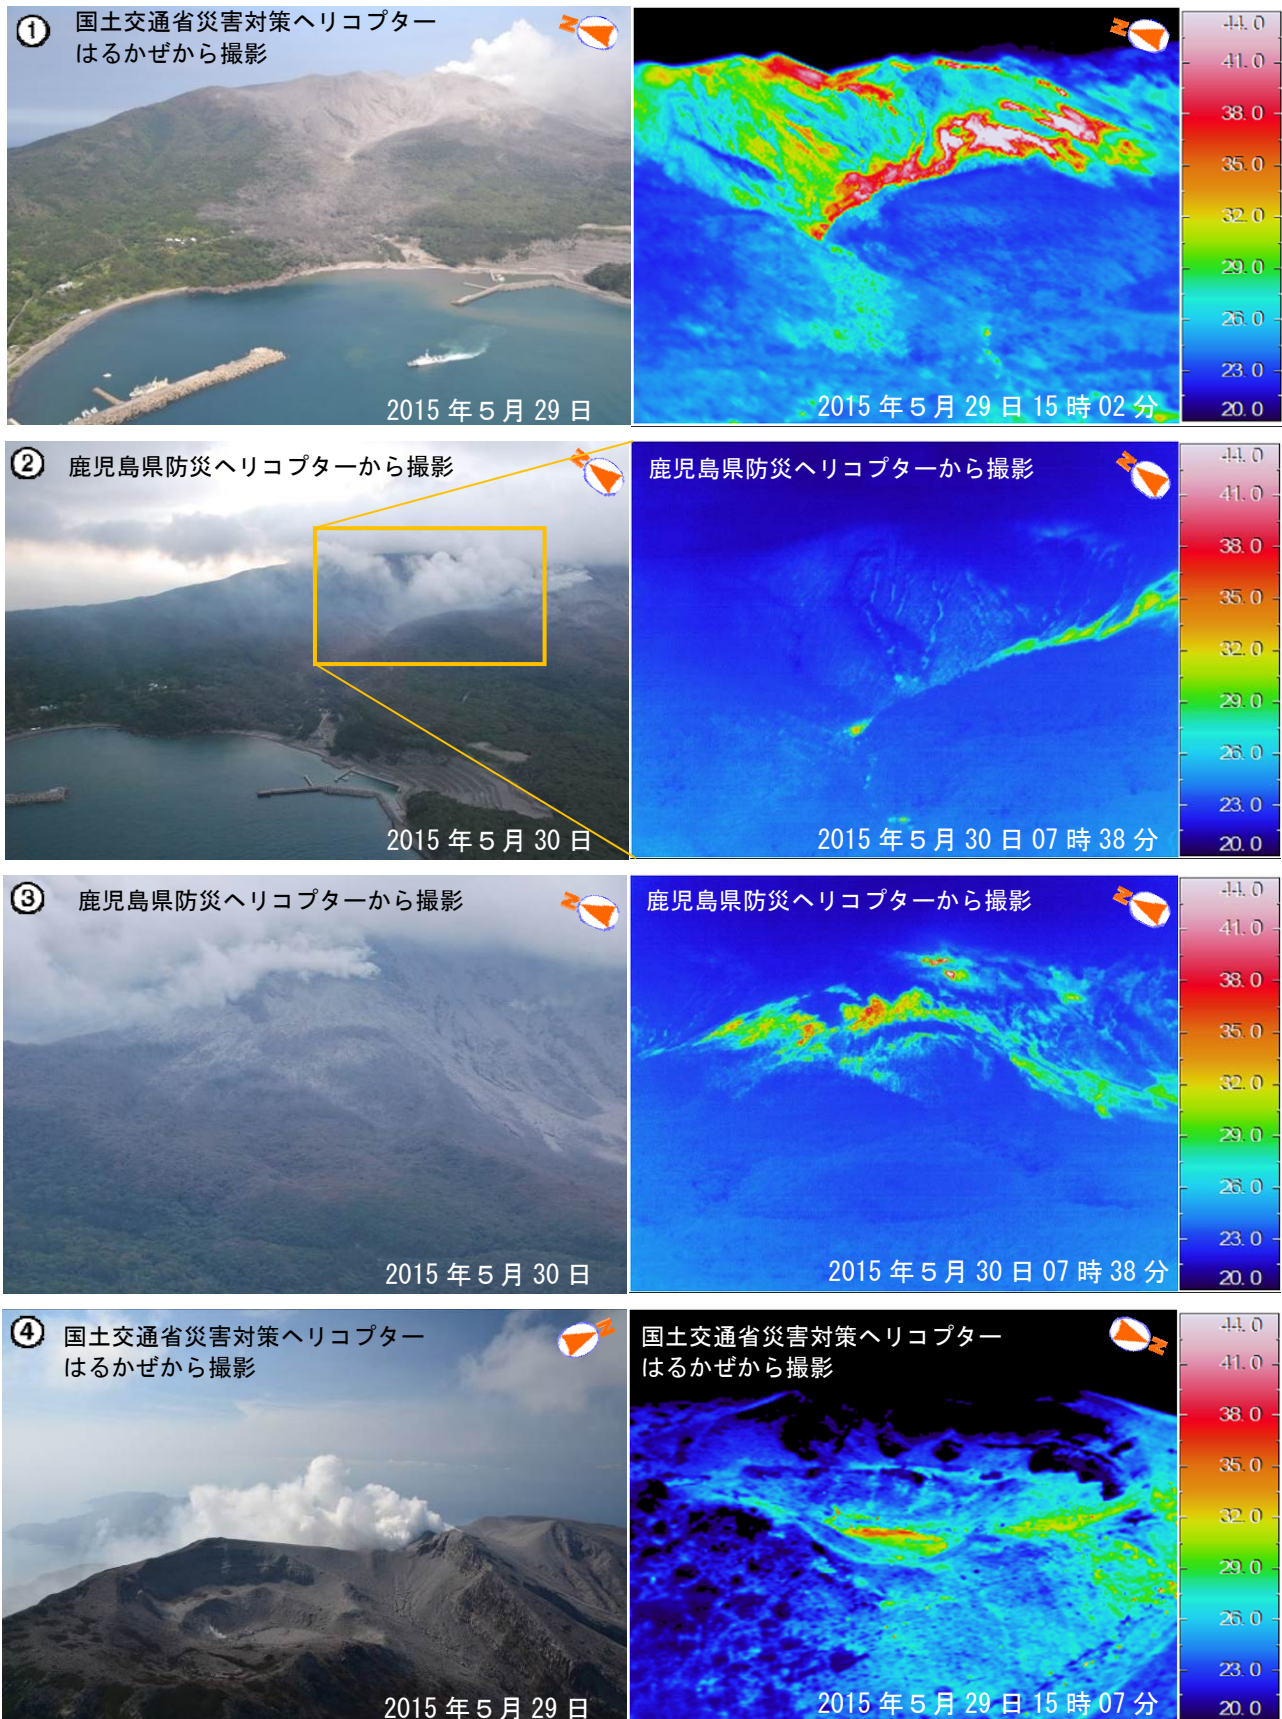 ① 国土交通省災害対策ヘリコプター
はるかぜから撮影
N
2015年５月29日
N
2015年５月29日15時02分
44.0
41.0
38.0
35.0
32.0
29.0
26.0
23.0
20.0
② 鹿児島県防災ヘリコプターから撮影
N
2015年５月30日
鹿児島県防災ヘリコプターから撮影
N
2015年５月30日07時38分
44.0
41.0
38.0
35.0
32.0
29.0
26.0
23.0
20.0
③ 鹿児島県防災ヘリコプターから撮影
N
2015年５月30日
鹿児島県防災ヘリコプターから撮影
N
2015年５月30日07時38分
44.0
41.0
38.0
35.0
32.0
29.0
26.0
23.0
20.0
④ 国土交通省災害対策ヘリコプター
はるかぜから撮影
N
2015年５月29日
国土交通省災害対策ヘリコプター
はるかぜから撮影
N
2015年５月29日15時07分
44.0
41.0
38.0
35.0
32.0
29.0
26.0
23.0
20.0